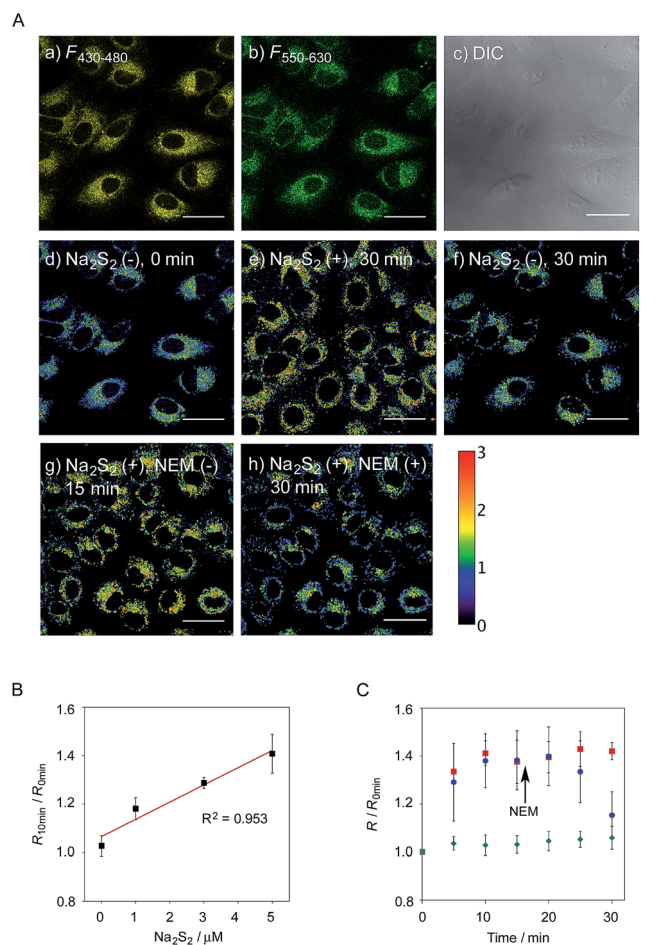 A
a) F430-480
b) F550-630
c) DIC
d) Na2S2 (-), 0 min
e) Na2S2 (+), 30 min
f) Na2S2 (-), 30 min
g) Na2S2 (+), NEM (-)
15 min
h) Na2S2 (+), NEM (+)
30 min
3
2
1
0
B
1.6
1.4
1.2
1.0
0.8
R10min / R0min
R2 = 0.953
0 1 2 3 4 5
Na2S2 / μM
C
1.6
1.4
1.2
1.0
0.8
R / R0min
NEM
0 10 20 30
Time / min